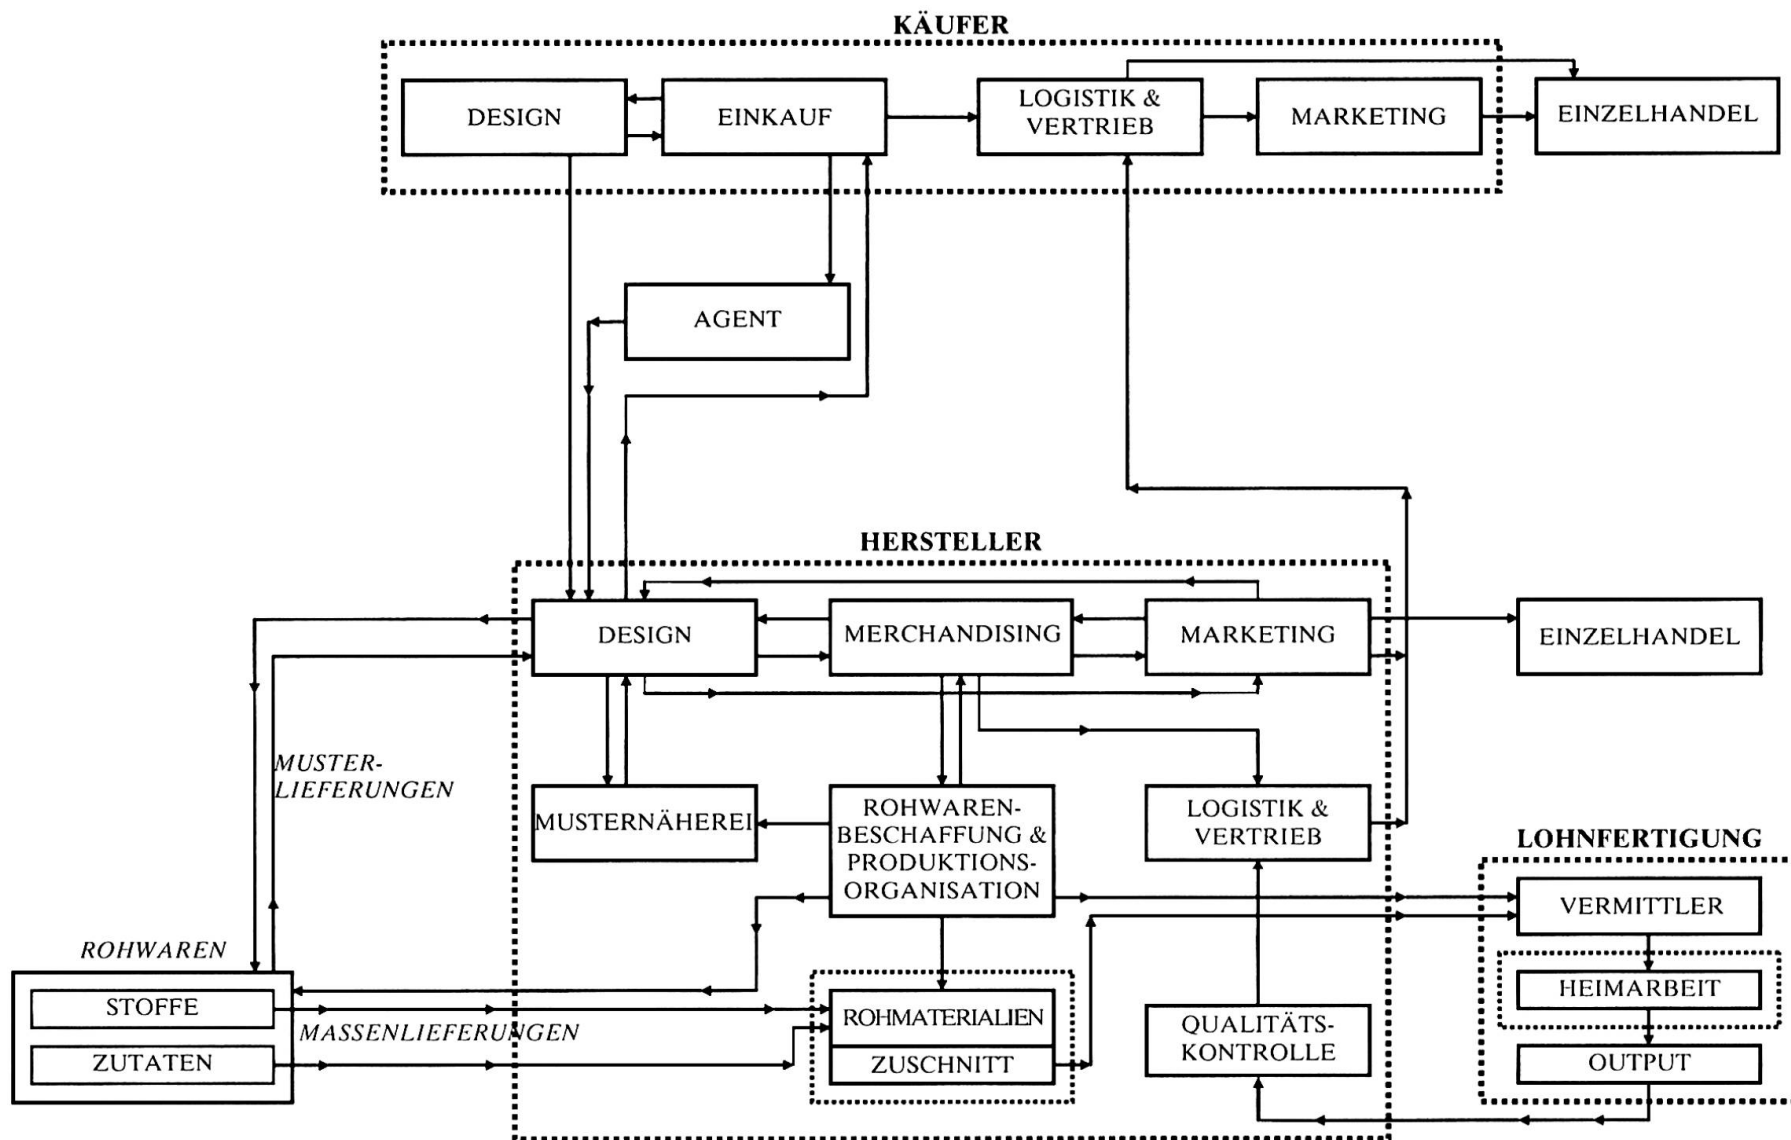 KÄUFER
DESIGN
EINKAUF
LOGISTIK &
VERTRIEB
MARKETING
EINZELHANDEL
AGENT
HERSTELLER
DESIGN
MERCHANDISING
MARKETING
EINZELHANDEL
MUSTER-
LIEFERUNGEN
MUSTERNÄHEREI
ROHWAREN-
BESCHAFFUNG &
PRODUKTIONS-
ORGANISATION
LOGISTIK &
VERTRIEB
LOHNFERTIGUNG
VERMITTLER
HEIMARBEIT
OUTPUT
ROHWAREN
STOFFE
MASSENLIEFERUNGEN
ZUTATEN
ROHMATERIALIEN
ZUSCHNITT
QUALITÄTS-
KONTROLLE